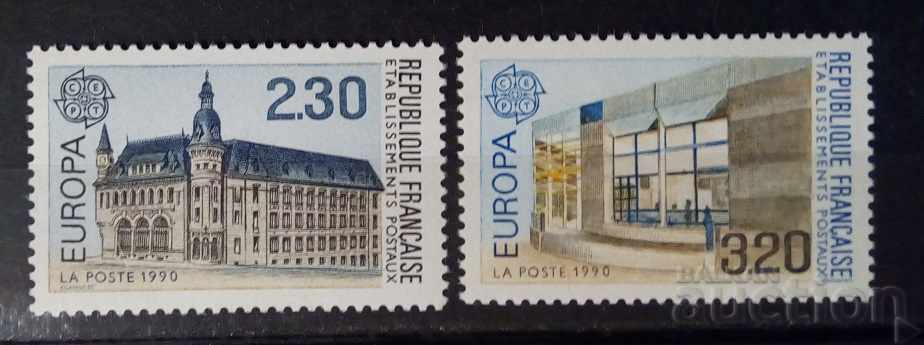 C E P T
EUROPA
2.30
REPUBLIQUE FRANÇAISE
ETABLISSEMENTS POSTAUX
LA POSTE 1990
C E P T
EUROPA
3.20
REPUBLIQUE FRANÇAISE
ETABLISSEMENTS POSTAUX
LA POSTE 1990
auction